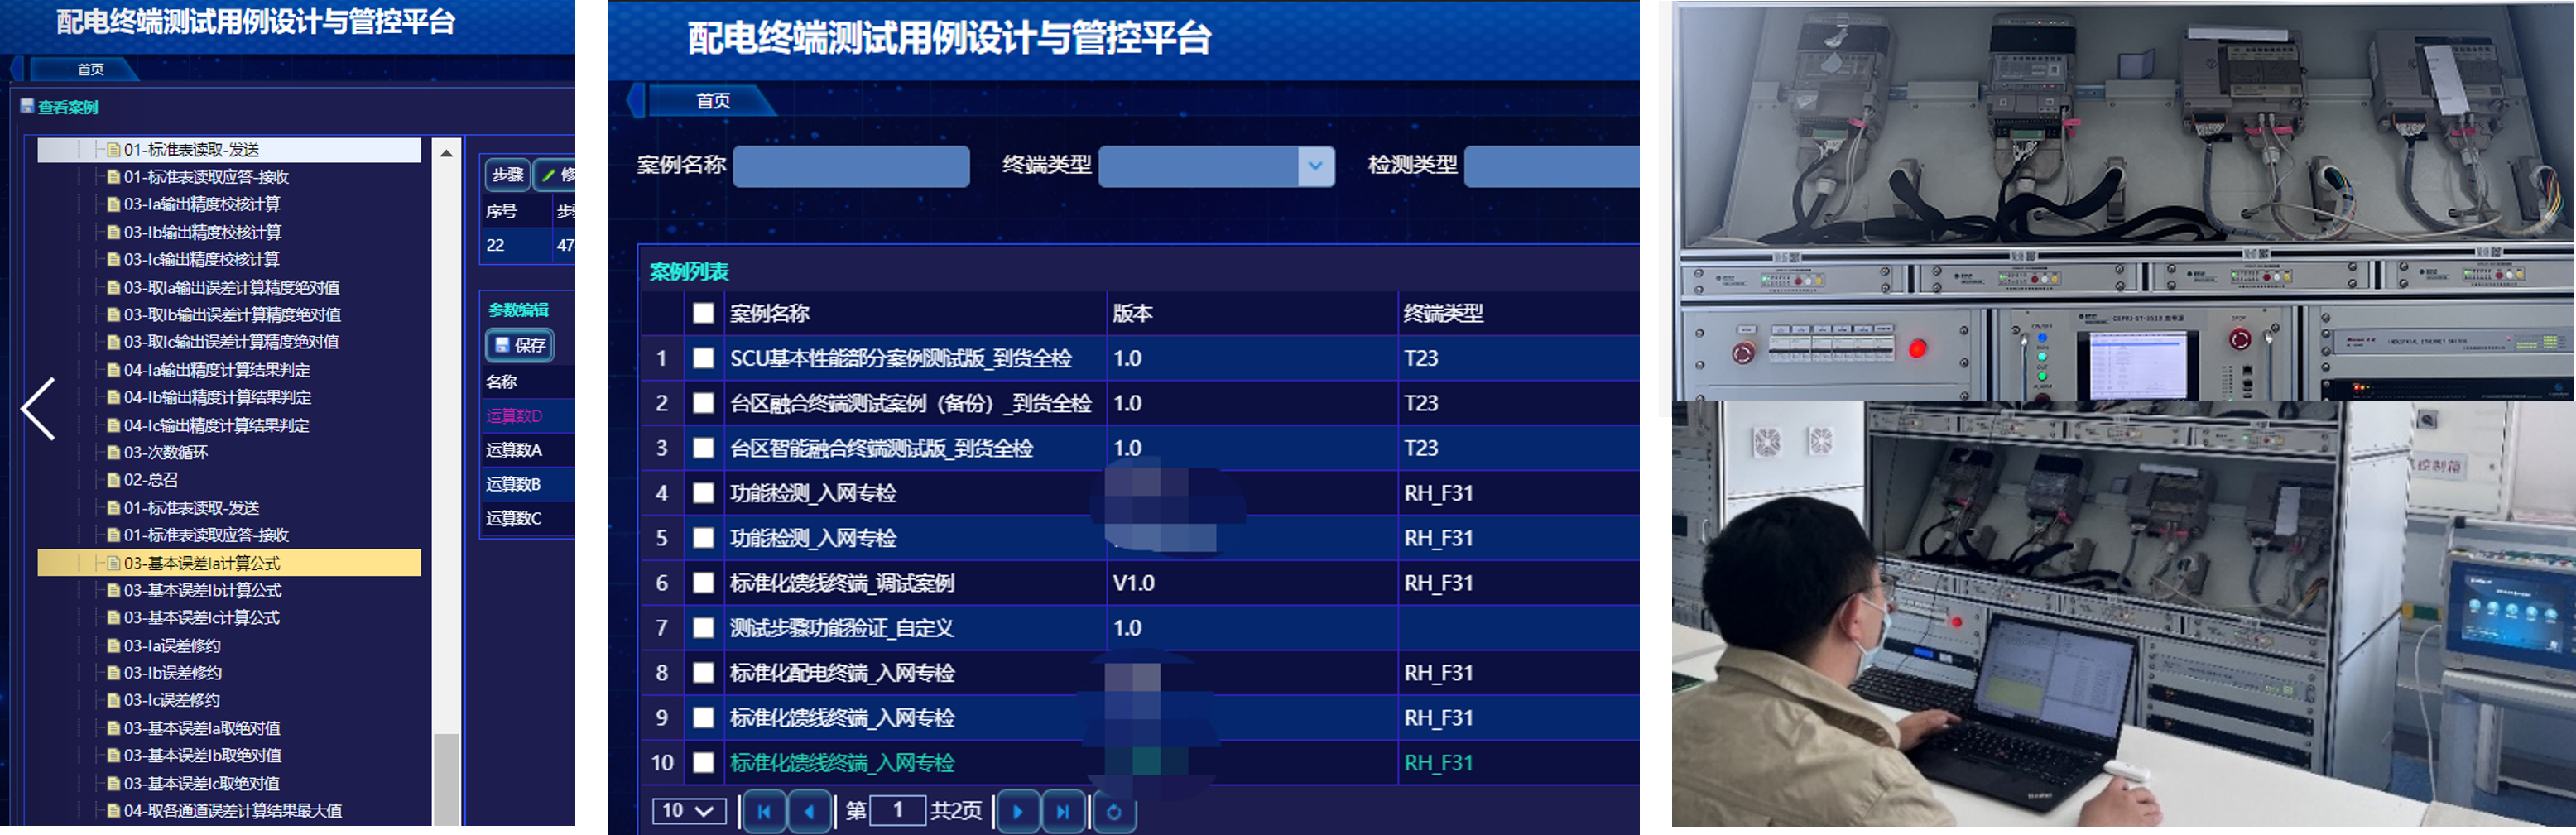 配电终端测试用例设计与管控平台
首页
查看案例
01-标准表读取-发送
01-标准表读取应答-接收
03-Ia输出精度校核计算
03-Ib输出精度校核计算
03-Ic输出精度校核计算
03-取Ia输出误差计算精度绝对值
03-取Ib输出误差计算精度绝对值
03-取Ic输出误差计算精度绝对值
04-Ia输出精度计算结果判定
04-Ib输出精度计算结果判定
04-Ic输出精度计算结果判定
03-次数循环
02-总召
01-标准表读取-发送
01-标准表读取应答-接收
03-基本误差Ia计算公式
03-基本误差Ib计算公式
03-基本误差Ic计算公式
03-Ia误差修约
03-Ib误差修约
03-Ic误差修约
03-基本误差Ia取绝对值
03-基本误差Ib取绝对值
03-基本误差Ic取绝对值
04-取各通道误差计算结果最大值
步骤 修
序号 步
22 47
参数编辑
保存
名称
运算数D
运算数A
运算数B
运算数C
配电终端测试用例设计与管控平台
首页
案例名称 终端类型 检测类型
案例列表
案例名称 版本 终端类型
1 SCU基本性能部分案例测试版_到货全检 1.0 T23
2 台区融合终端测试案例（备份）_到货全检 1.0 T23
3 台区智能融合终端测试版_到货全检 1.0 T23
4 功能检测_入网专检 RH_F31
5 功能检测_入网专检 RH_F31
6 标准化馈线终端_调试案例 V1.0 RH_F31
7 测试步骤功能验证_自定义 1.0
8 标准化配电终端_入网专检 RH_F31
9 标准化馈线终端_入网专检 RH_F31
10 标准化馈线终端_入网专检 RH_F31
10 第 1 共2页
控制箱